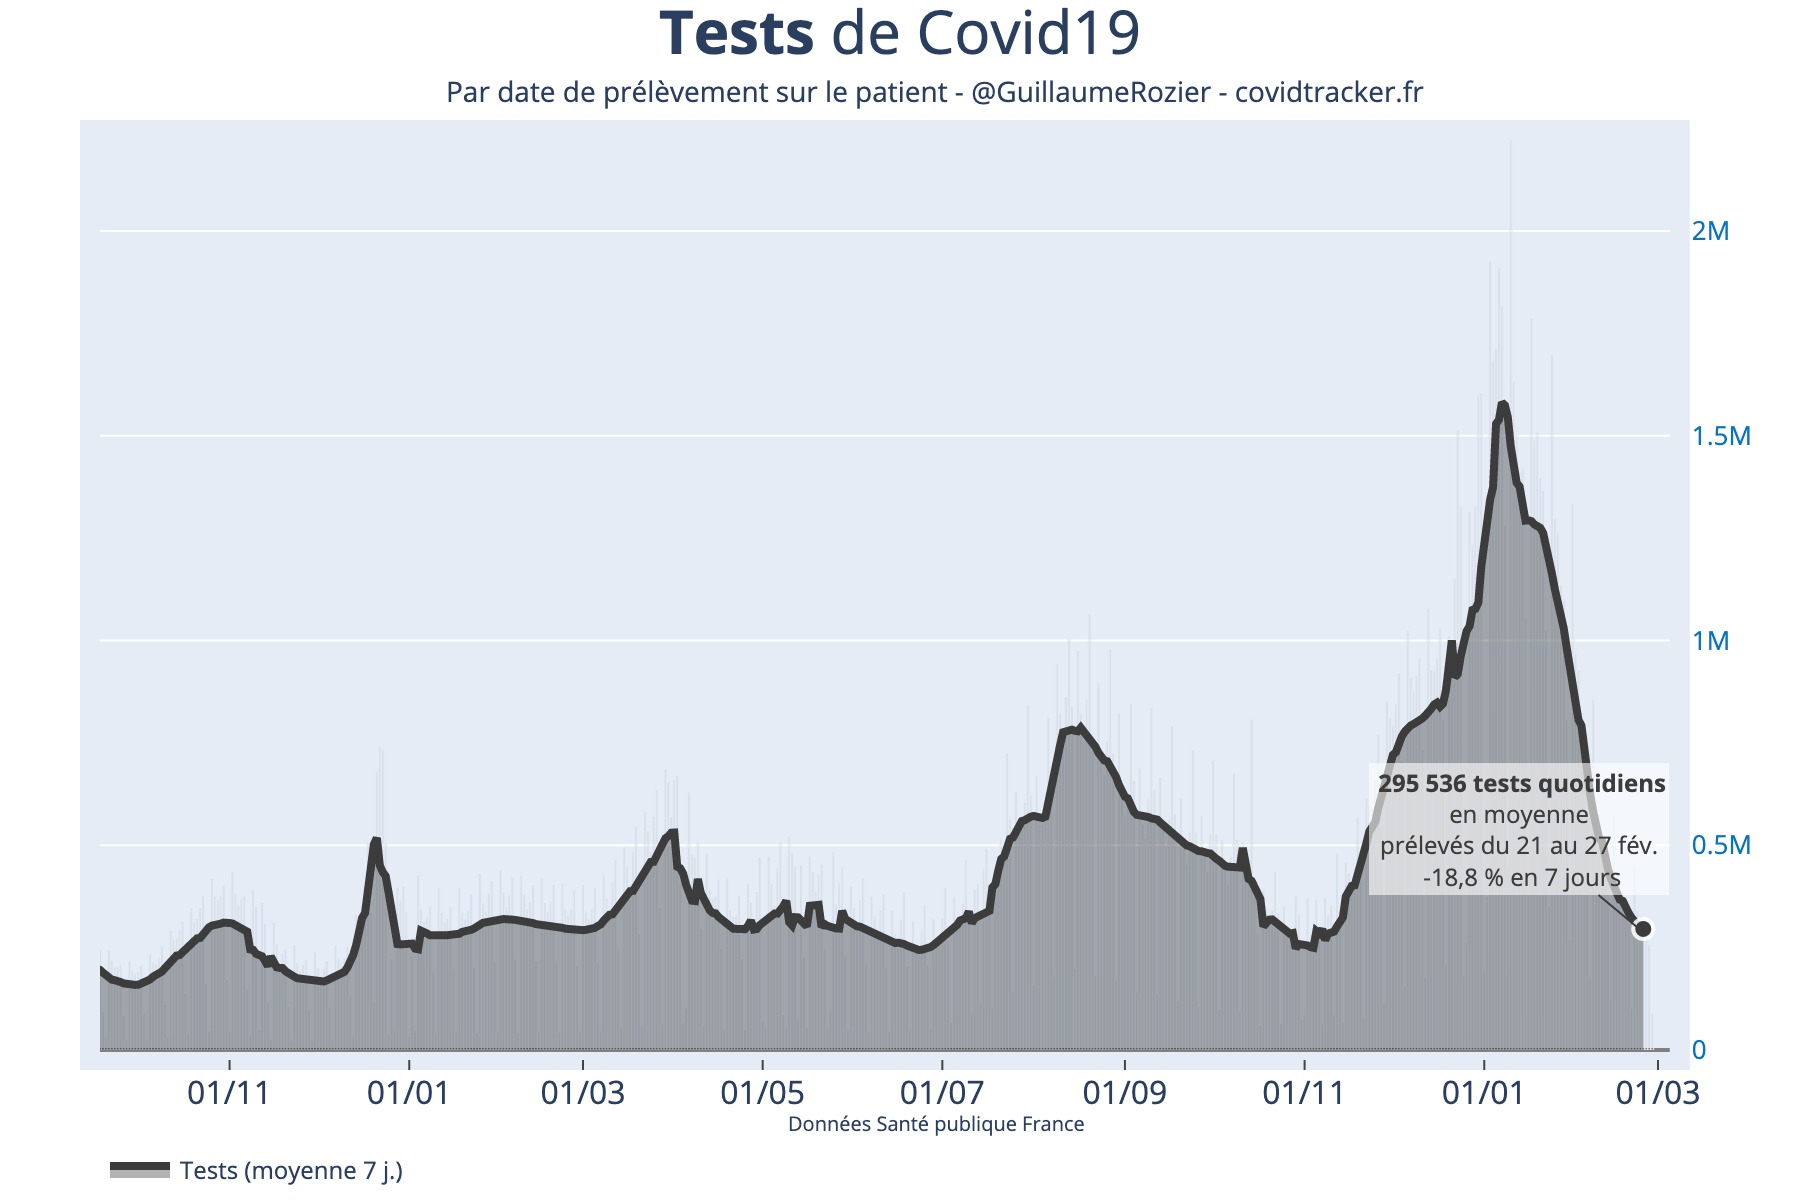 Tests de Covid19
Par date de prélèvement sur le patient - @GuillaumeRozier - covidtracker.fr
2M
1.5M
1M
295 536 tests quotidiens
en moyenne
prélevés du 21 au 27 fév.
-18,8 % en 7 jours
0.5M
0
01/11 01/01 01/03 01/05 01/07 01/09 01/11 01/01 01/03
Données Santé publique France
Tests (moyenne 7 j.)